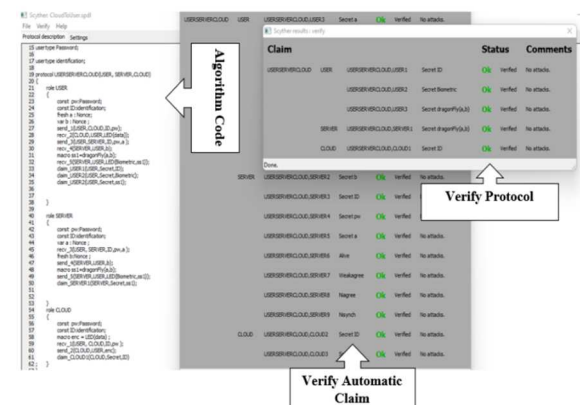 Scyther: CloudToUser.spdl
File Verify Help
Protocol description Settings
15 usertype Password;
16
17 usertype identification;
18
19 protocol USERSERVERCLOUD(USER, SERVER,CLOUD)
20 {
21 role USER
22 {
23 const pw:Password;
24 const ID:identification;
25 fresh a : Nonce;
26 var b : Nonce ;
27 send_1(USER,CLOUD,ID,pw);
28 recv_2(CLOUD,USER,LED(data));
29 send_3(USER,SERVER,ID,pw,a );
30 recv_4(SERVER,USER,b);
31 macro ss1=dragonFly(a,b);
32 recv_5(SERVER,USER,LED(Biometric,ss1));
33 claim_USER1(USER,Secret,ID);
34 claim_USER2(USER,Secret,Biometric);
35 claim_USER3(USER,Secret,ss1);
36
37
38 }
39
40 role SERVER
41 {
42 const pw:Password;
43 const ID:identification;
44 var a : Nonce ;
45 recv_3(USER, SERVER,ID,pw,a );
46 fresh b:Nonce ;
47 send_4(SERVER,USER,b);
48 macro ss1=dragonFly(a,b);
49 send_5(SERVER,USER,LED(Biometric,ss1));
50 claim_SERVER1(SERVER,Secret,ss1);
51
52
53 }
54 role CLOUD
55 {
56 const pw:Password;
57 const ID:identification;
58 macro enc = LED(data) ;
59 recv_1(USER, CLOUD,ID,pw );
60 send_2(CLOUD,USER,enc);
61 claim_CLOUD1(CLOUD,Secret,ID)
62 ; }
Algorithm Code
USERSERVERCLOUD USER USERSERVERCLOUD,USER3 Secret a Ok Verified No attacks.
Scyther results : verify
Claim Status Comments
USERSERVERCLOUD USER USERSERVERCLOUD,USER1 Secret ID Ok Verified No attacks.
USERSERVERCLOUD,USER2 Secret Biometric Ok Verified No attacks.
USERSERVERCLOUD,USER3 Secret dragonFly(a,b) Ok Verified No attacks.
SERVER USERSERVERCLOUD,SERVER1 Secret dragonFly(a,b) Ok Verified No attacks.
CLOUD USERSERVERCLOUD,CLOUD1 Secret ID Ok Verified No attacks.
Done.
Verify Protocol
SERVER USERSERVERCLOUD,SERVER2 Secret b Ok Verified
USERSERVERCLOUD,SERVER3 Secret ID Ok Verified
USERSERVERCLOUD,SERVER4 Secret pw Ok Verified
USERSERVERCLOUD,SERVER5 Secret a Ok Verified No attacks.
USERSERVERCLOUD,SERVER6 Alive Ok Verified No attacks.
USERSERVERCLOUD,SERVER7 Weakagree Ok Verified No attacks.
USERSERVERCLOUD,SERVER8 Niagree Ok Verified No attacks.
USERSERVERCLOUD,SERVER9 Nisynch Ok Verified No attacks.
CLOUD USERSERVERCLOUD,CLOUD2 Secret ID Ok Verified No attacks.
USERSERVERCLOUD,CLOUD3 Ok Verified No attacks.
Verify Automatic
Claim